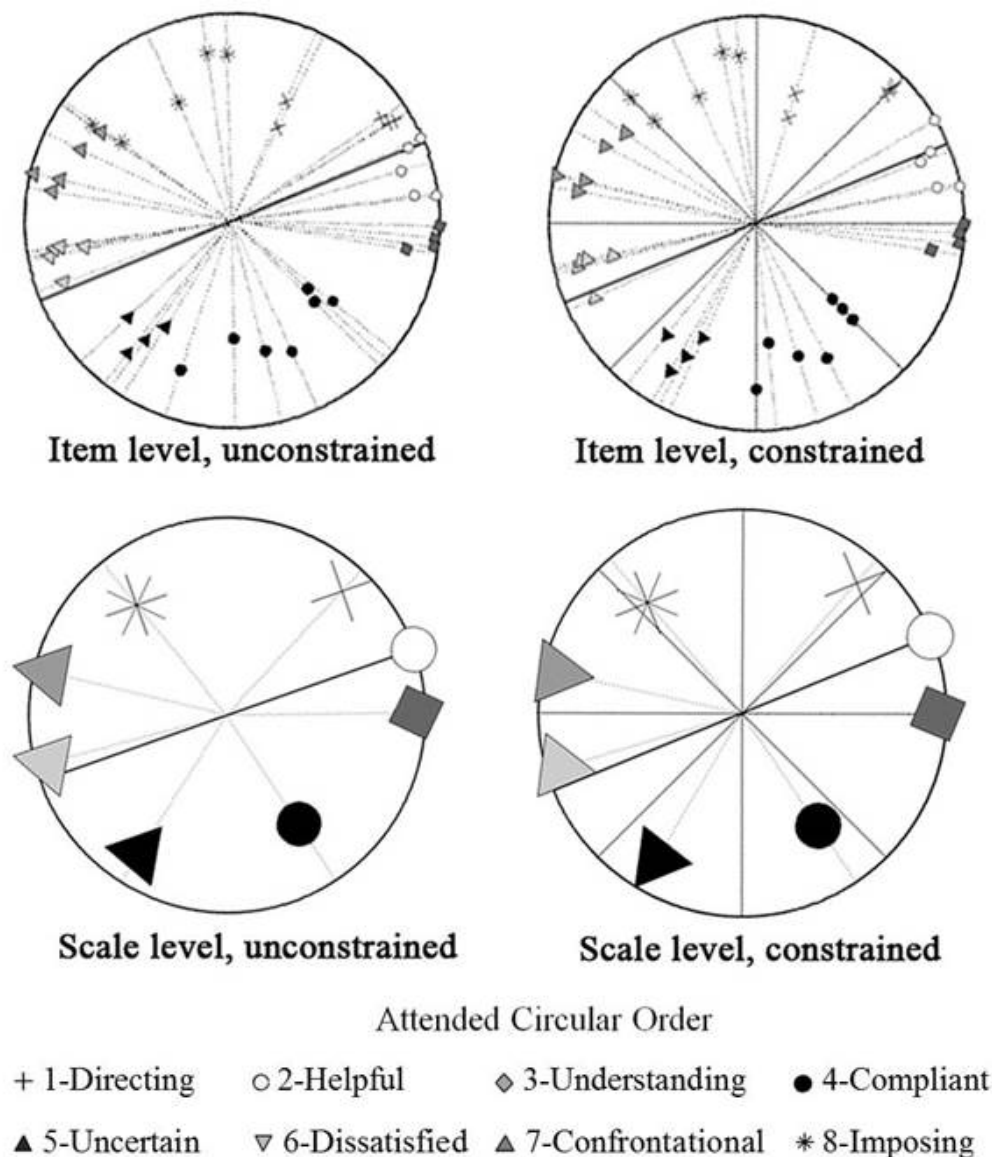 Item level, unconstrained Item level, constrained
Scale level, unconstrained Scale level, constrained
Attended Circular Order
1-Directing 2-Helpful 3-Understanding 4-Compliant
5-Uncertain 6-Dissatisfied 7-Confrontational 8-Imposing